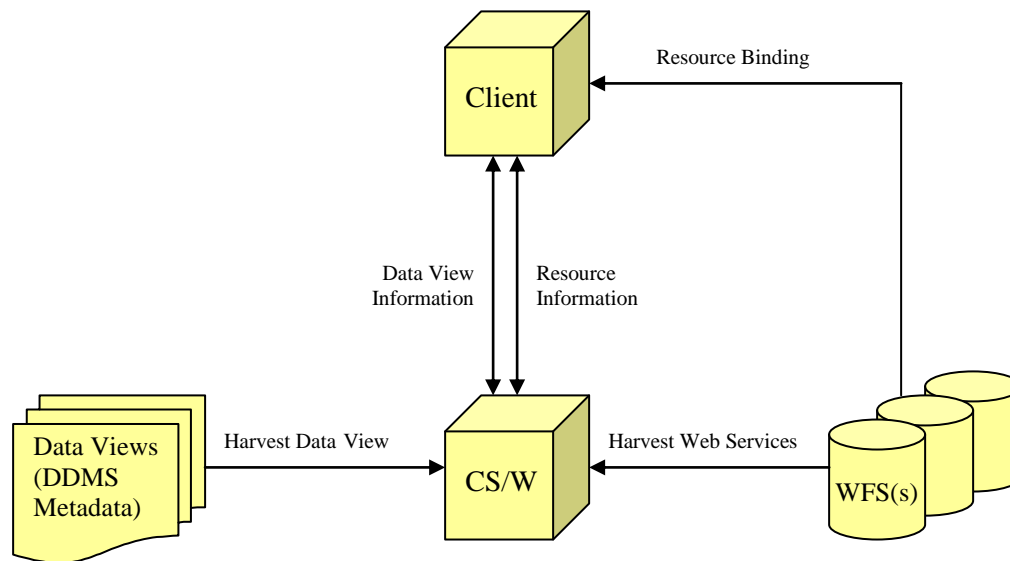 Resource Binding
Client
Data View
Information
Resource
Information
Data Views
(DDMS
Metadata)
Harvest Data View
CS/W
Harvest Web Services
WFS(s)